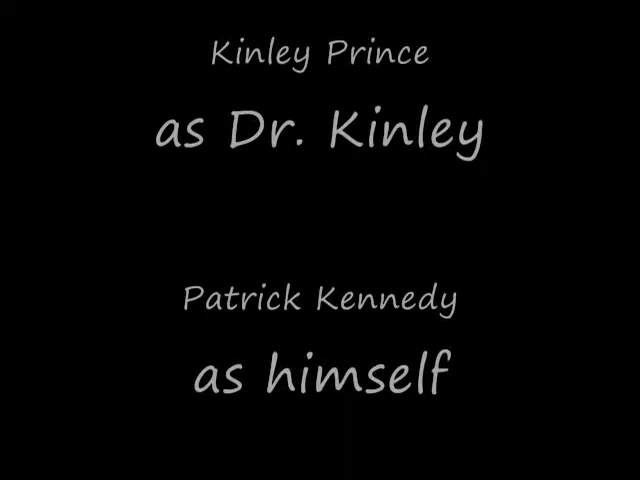 Kinley Prince
as Dr. Kinley
Patrick Kennedy
as himself